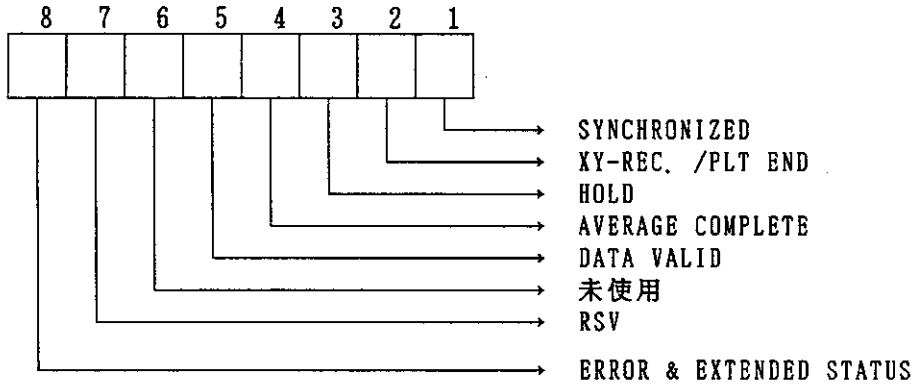 8 7 6 5 4 3 2 1
SYNCHRONIZED
XY-REC. /PLT END
HOLD
AVERAGE COMPLETE
DATA VALID
未使用
RSV
ERROR & EXTENDED STATUS